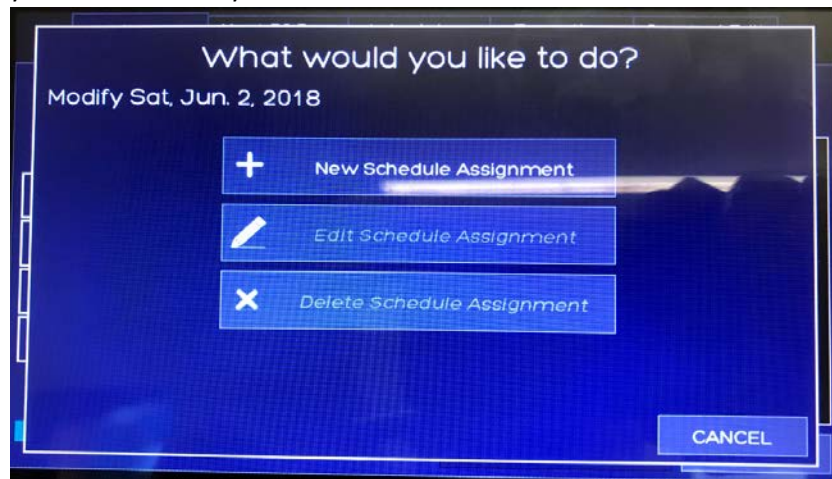 What would you like to do?
Modify Sat, Jun. 2, 2018
+ New Schedule Assignment
Edit Schedule Assignment
Delete Schedule Assignment
CANCEL